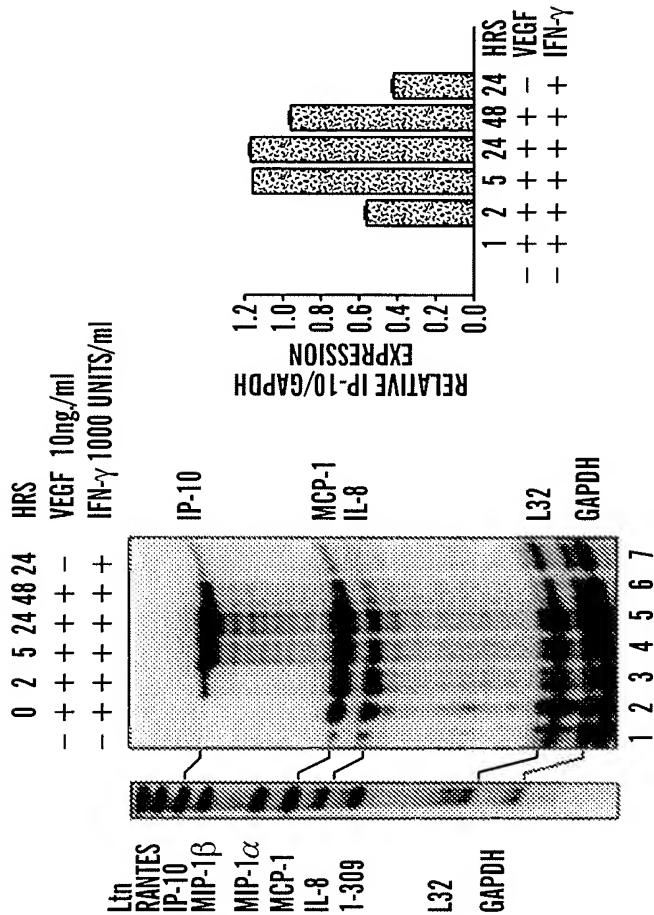 0 2 5 24 48 24 HRS
− + + + + + − VEGF 10ng./ml
− + + + + + + IFN-γ 1000 UNITS/ml
Ltn
RANTES
IP-10
MIP-1β
MIP-1α
MCP-1
IL-8
1-309
L32
GAPDH
IP-10
MCP-1
IL-8
L32
GAPDH
1 2 3 4 5 6 7
RELATIVE IP-10/GAPDH
EXPRESSION
1.2
1.0
0.8
0.6
0.4
0.2
0.0
1 2 5 24 48 24 HRS
− + + + + + − VEGF
− + + + + + + IFN-γ